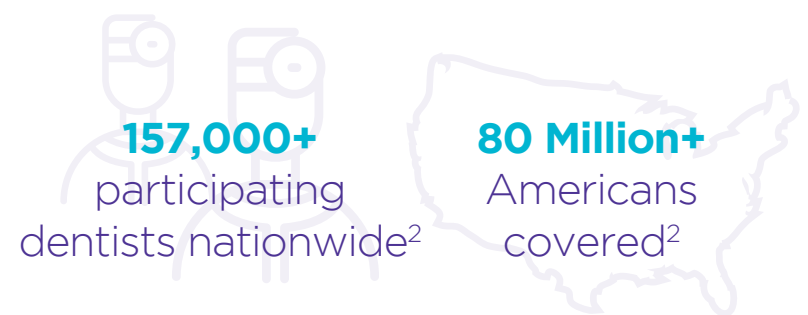 157,000+
participating
dentists nationwide²
80 Million+
Americans
covered²